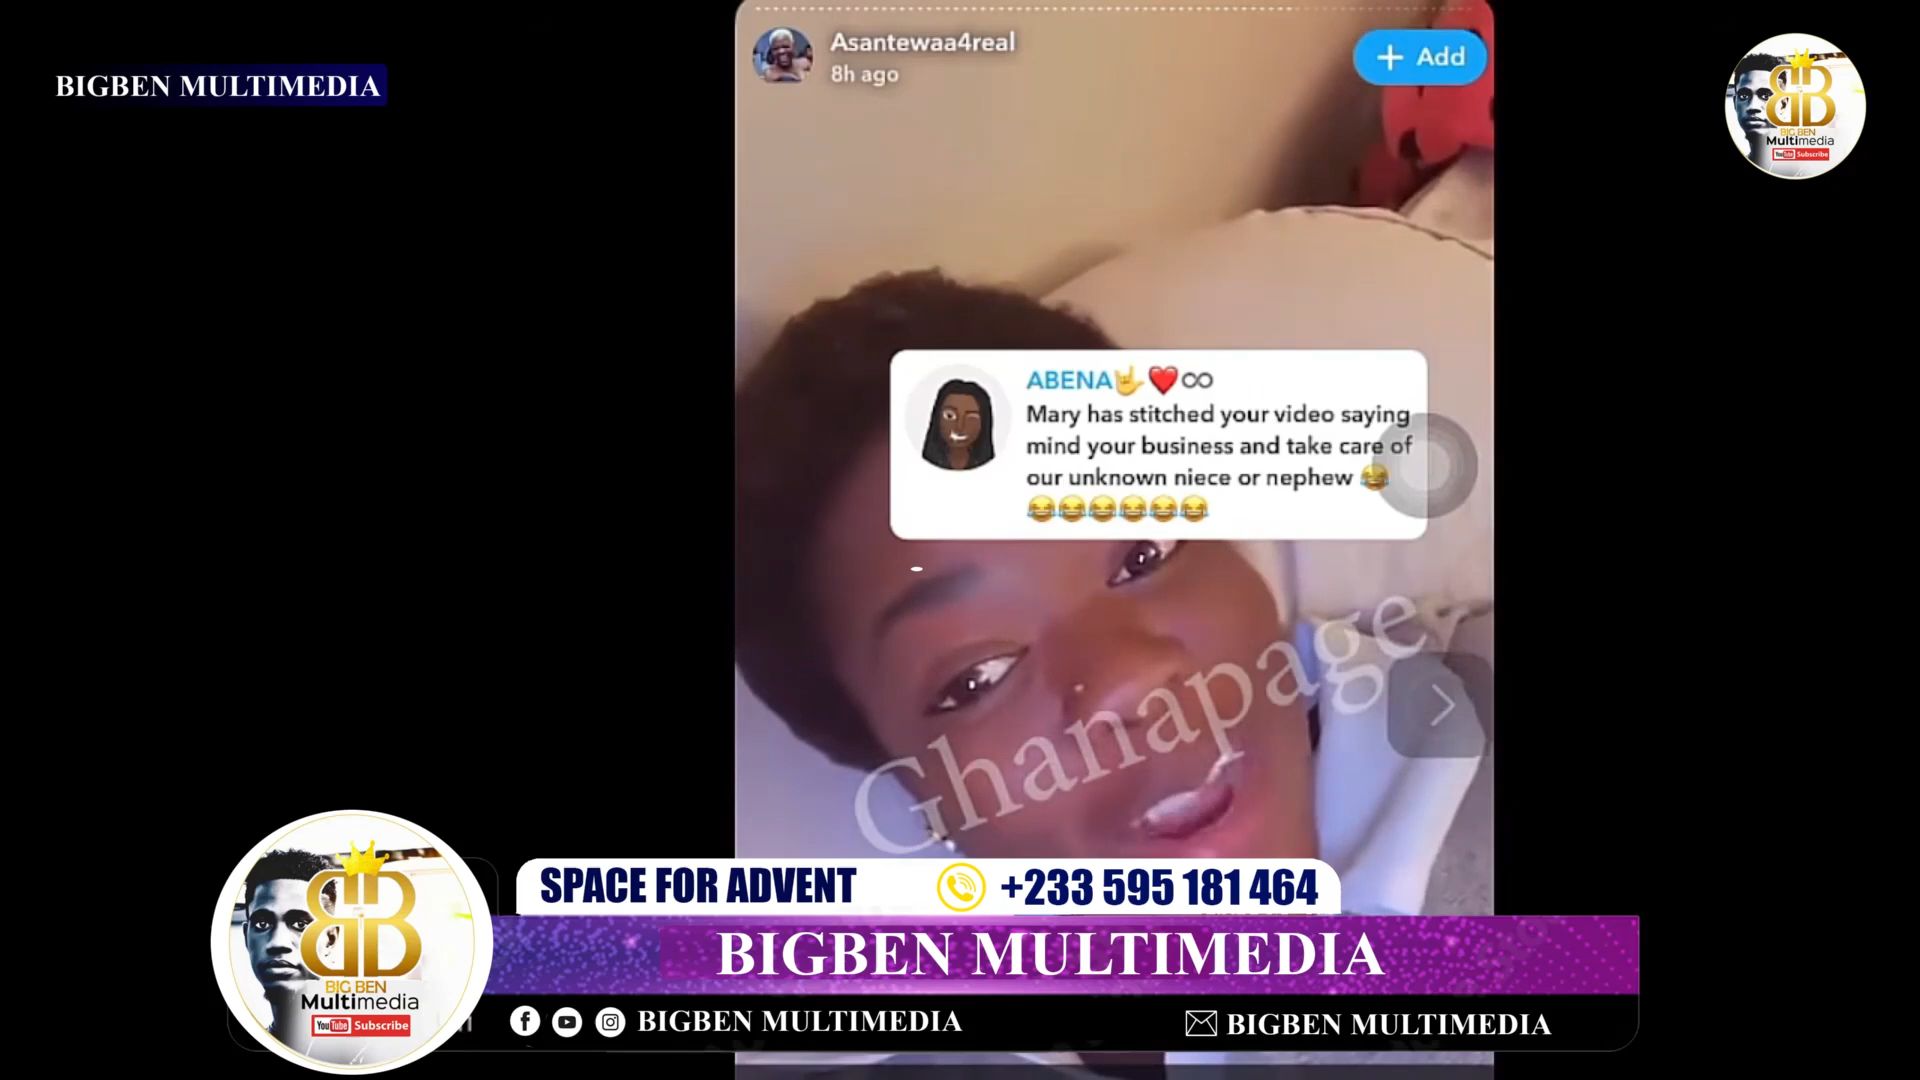 BIGBEN MULTIMEDIA
Asantewaa4real
8h ago
+ Add
BIG BEN
Multimedia
YouTube Subscribe
ABENA🤟❤️∞
Mary has stitched your video saying
mind your business and take care of
our unknown niece or nephew 😂
😂😂😂😂😂😂
Ghanapage
SPACE FOR ADVENT
+233 595 181 464
BIGBEN MULTIMEDIA
BIG BEN
Multimedia
YouTube Subscribe
BIGBEN MULTIMEDIA
BIGBEN MULTIMEDIA